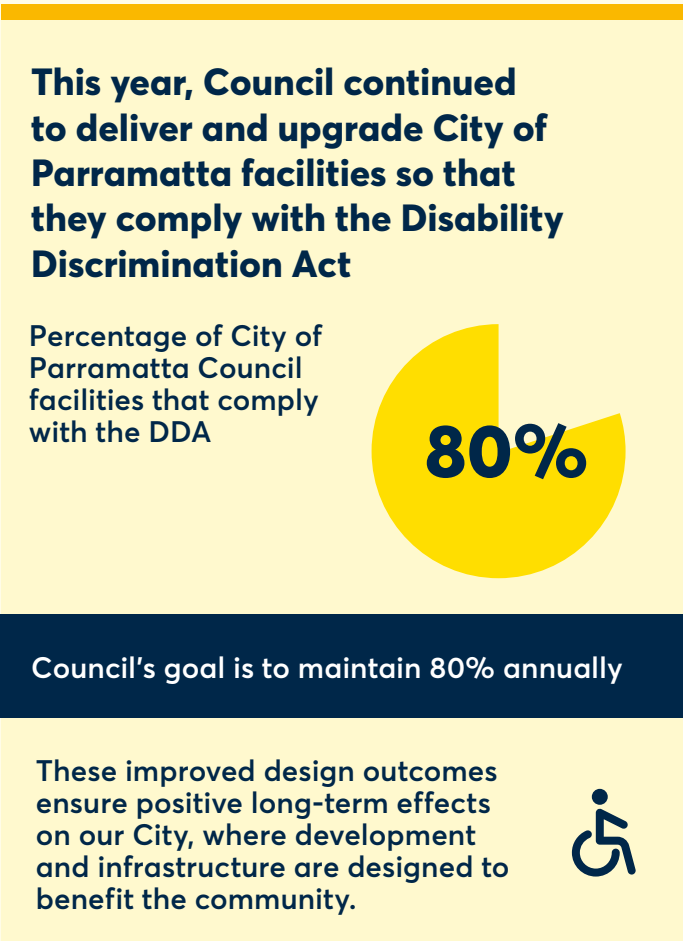 This year, Council continued
to deliver and upgrade City of
Parramatta facilities so that
they comply with the Disability
Discrimination Act
Percentage of City of
Parramatta Council
facilities that comply
with the DDA
80%
Council's goal is to maintain 80% annually
These improved design outcomes
ensure positive long-term effects
on our City, where development
and infrastructure are designed to
benefit the community.